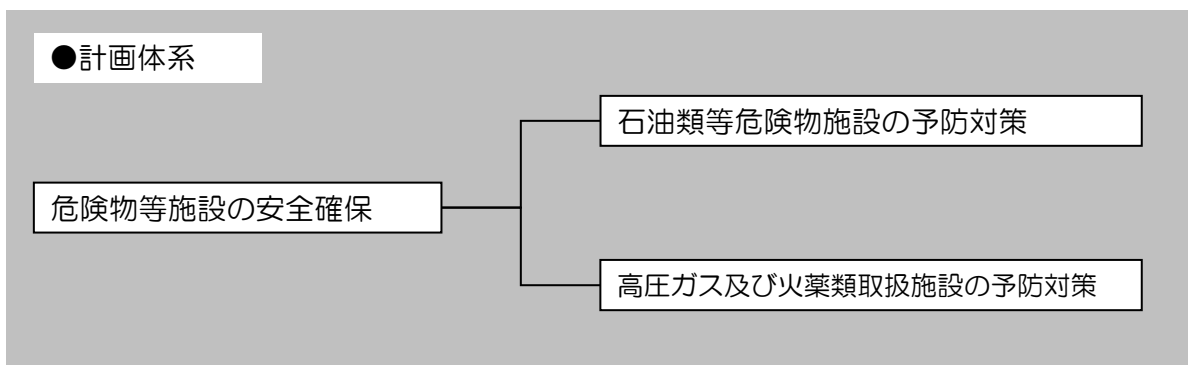 ●計画体系
石油類等危険物施設の予防対策
危険物等施設の安全確保
高圧ガス及び火薬類取扱施設の予防対策